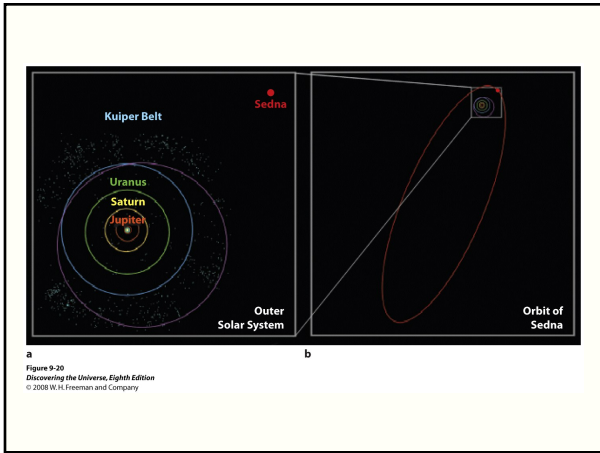 Sedna
Kuiper Belt
Uranus
Saturn
Jupiter
Outer
Solar System
Orbit of
Sedna
a
b
Figure 9-20
Discovering the Universe, Eighth Edition
© 2008 W. H. Freeman and Company